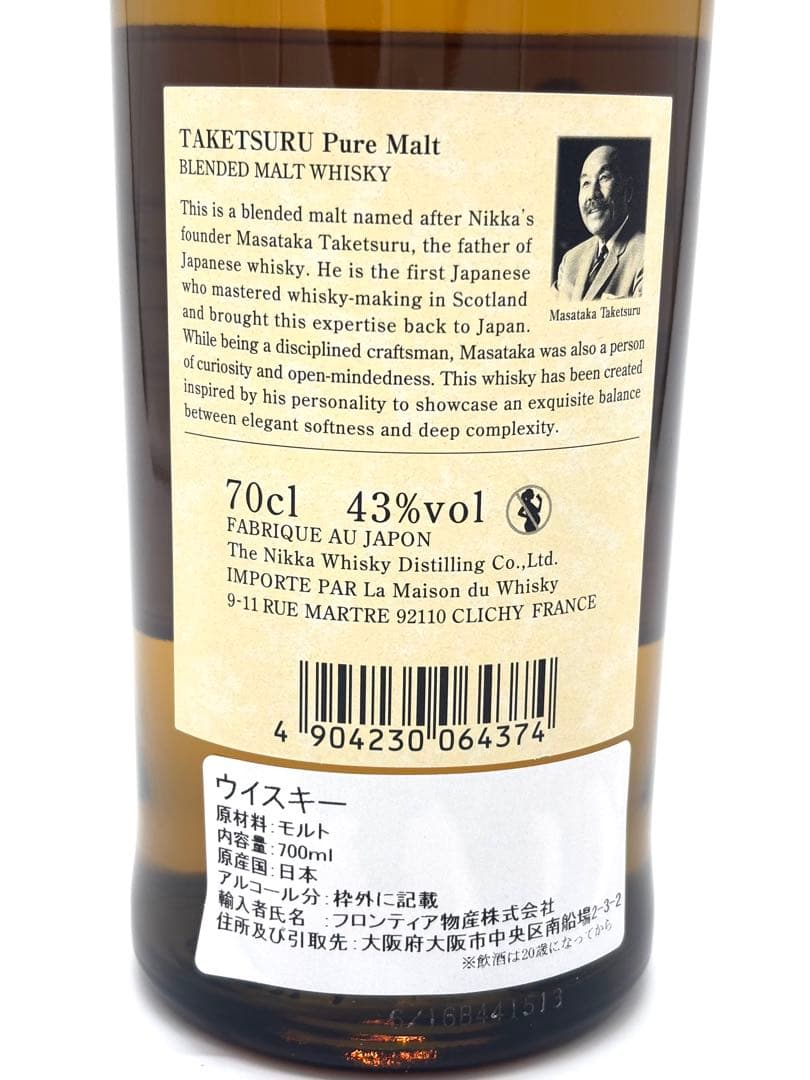 TAKETSURU Pure Malt
BLENDED MALT WHISKY
This is a blended malt named after Nikka's
founder Masataka Taketsuru, the father of
Japanese whisky. He is the first Japanese
who mastered whisky-making in Scotland
and brought this expertise back to Japan.
Masataka Taketsuru
While being a disciplined craftsman, Masataka was also a person
of curiosity and open-mindedness. This whisky has been created
inspired by his personality to showcase an exquisite balance
between elegant softness and deep complexity.
70cl 43%vol
FABRIQUE AU JAPON
The Nikka Whisky Distilling Co.,Ltd.
IMPORTE PAR La Maison du Whisky
9-11 RUE MARTRE 92110 CLICHY FRANCE
4 904230 064374
ウイスキー
原材料:モルト
内容量:700ml
原産国:日本
アルコール分:枠外に記載
輸入者氏名 :フロンティア物産株式会社
住所及び引取先:大阪府大阪市中央区南船場2-3-2
※飲酒は20歳になってから
6/16B441513